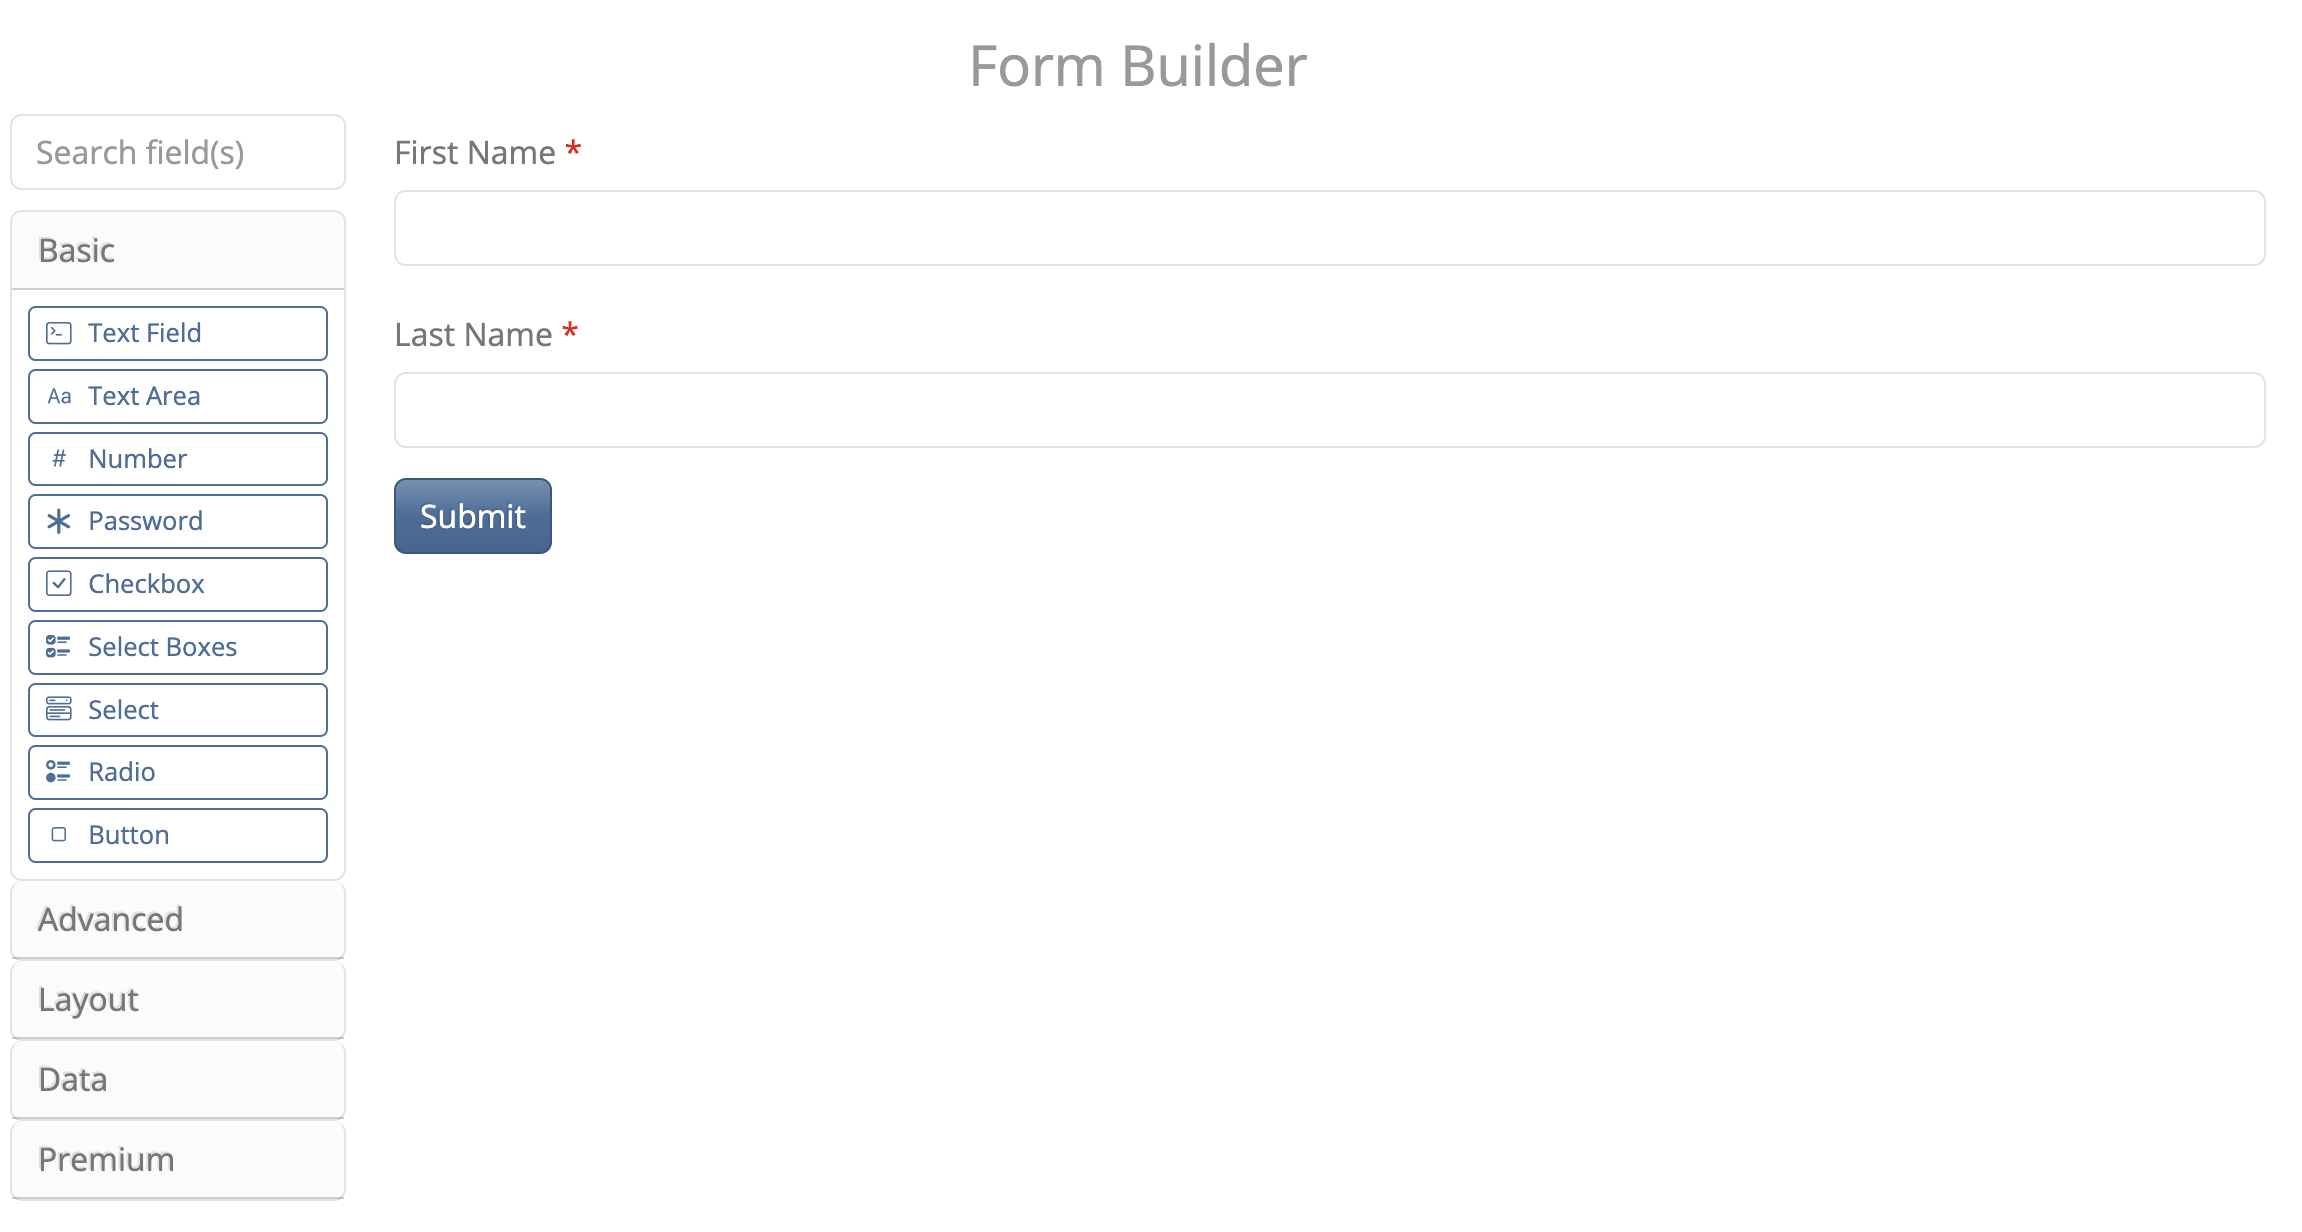 Form Builder
Search field(s)
Basic
Text Field
Aa Text Area
# Number
Password
Checkbox
Select Boxes
Select
Radio
Button
Advanced
Layout
Data
Premium
First Name *
Last Name *
Submit